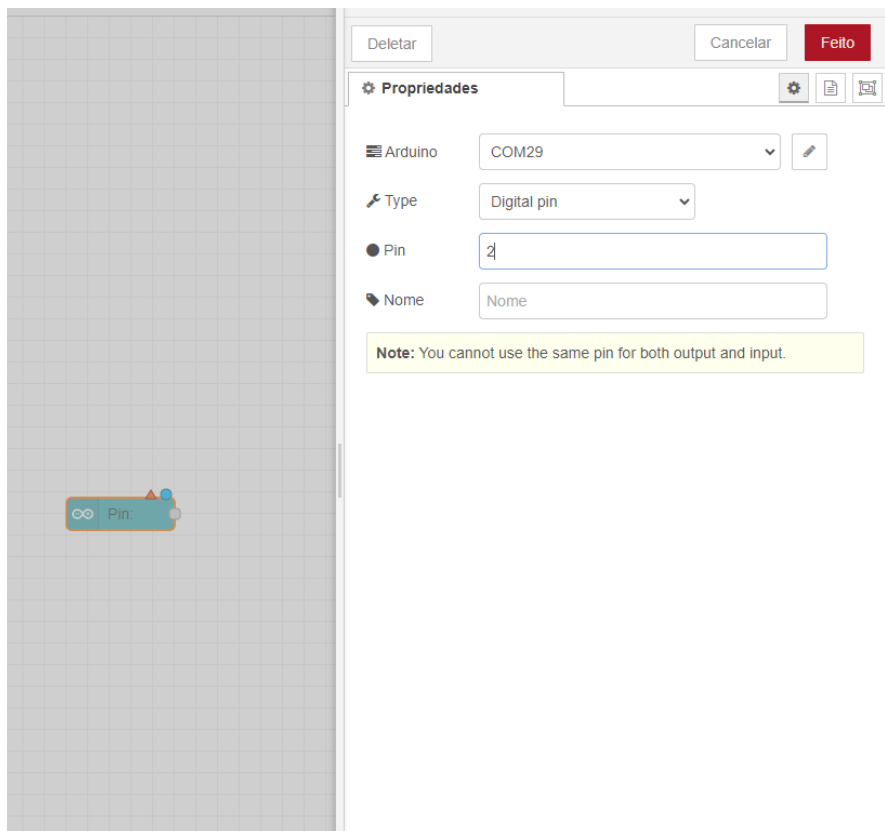 Deletar
Cancelar
Feito
Propriedades
Arduino
COM29
Type
Digital pin
Pin
2
Nome
Nome
Note: You cannot use the same pin for both output and input.
Pin: